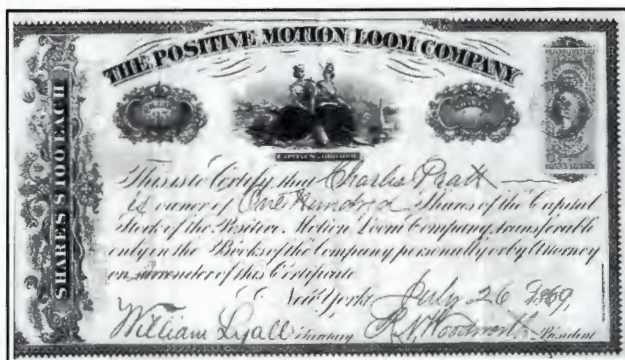 THE POSITIVE MOTION LOOM COMPANY
SHARES $100 EACH
This is to Certify that Charles Pratt
is owner of One Hundred Shares of the Capital
Stock of the Positive Motion Loom Company, transferable
only in the Books of the Company personally or by Attorney
on surrender of this Certificate
New York, July 26 1869,
William Lyall President